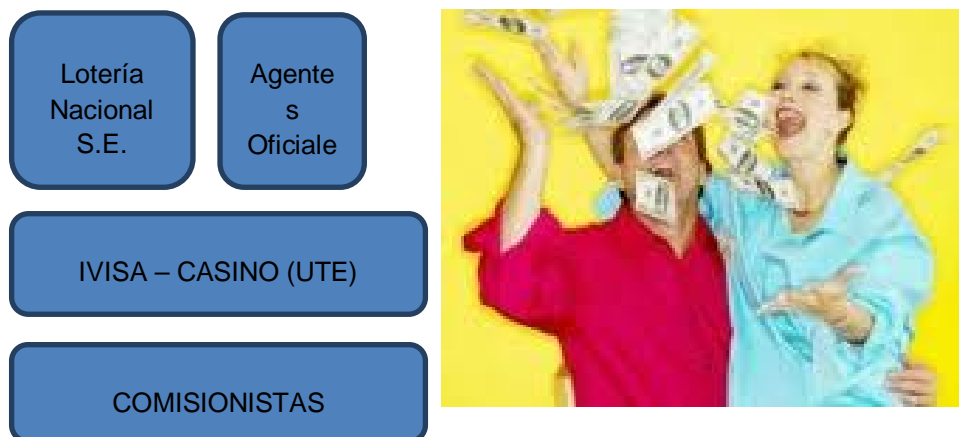 Lotería
Nacional
S.E.
Agente
s
Oficiale
IVISA – CASINO (UTE)
COMISIONISTAS